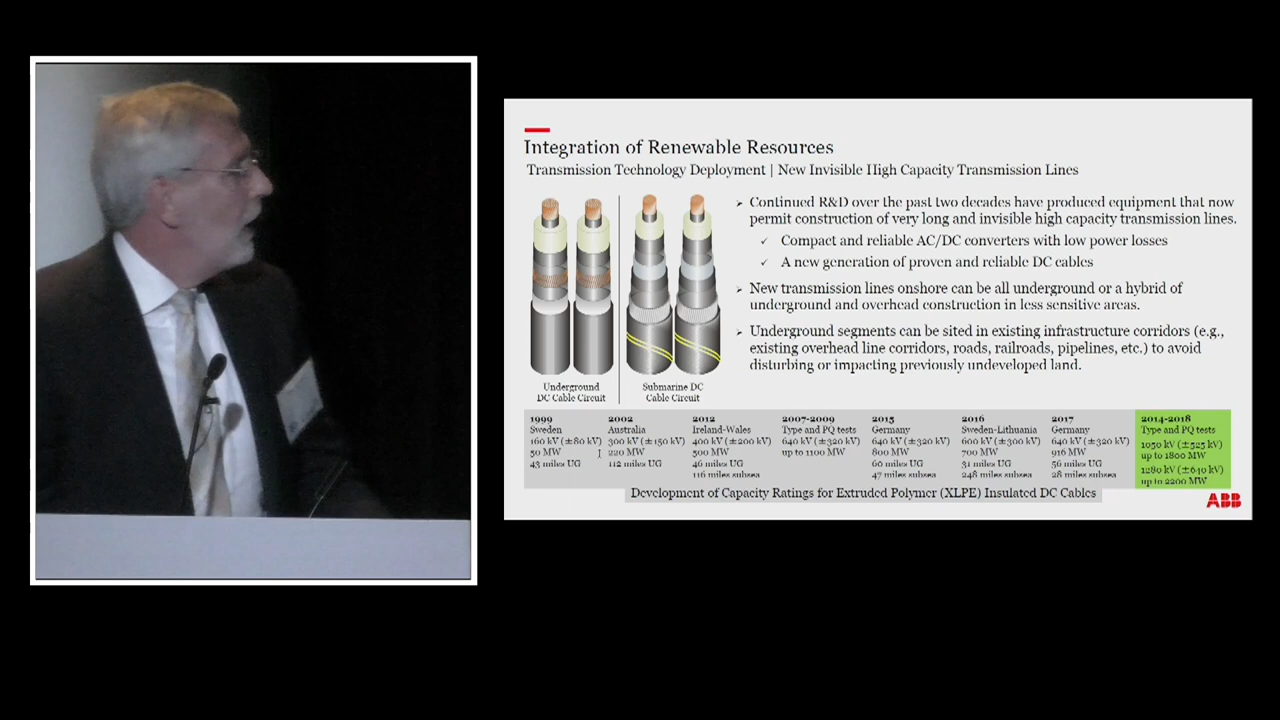 Integration of Renewable Resources
Transmission Technology Deployment | New Invisible High Capacity Transmission Lines
Continued R&D over the past two decades have produced equipment that now
permit construction of very long and invisible high capacity transmission lines.
Compact and reliable AC/DC converters with low power losses
A new generation of proven and reliable DC cables
New transmission lines onshore can be all underground or a hybrid of
underground and overhead construction in less sensitive areas.
Underground segments can be sited in existing infrastructure corridors (e.g.,
existing overhead line corridors, roads, railroads, pipelines, etc.) to avoid
disturbing or impacting previously undeveloped land.
Underground
DC Cable Circuit
Submarine DC
Cable Circuit
1999
Sweden
160 kV (±80 kV)
50 MW
43 miles UG
2002
Australia
300 kV (±150 kV)
220 MW
112 miles UG
2012
Ireland-Wales
400 kV (±200 kV)
500 MW
46 miles UG
116 miles subsea
2007-2009
Type and PQ tests
640 kV (±320 kV)
up to 1100 MW
2015
Germany
640 kV (±320 kV)
800 MW
60 miles UG
47 miles subsea
2016
Sweden-Lithuania
600 kV (±300 kV)
700 MW
31 miles UG
248 miles subsea
2017
Germany
640 kV (±320 kV)
916 MW
56 miles UG
28 miles subsea
2014-2018
Type and PQ tests
1050 kV (±525 kV)
up to 1800 MW
1280 kV (±640 kV)
up to 2200 MW
Development of Capacity Ratings for Extruded Polymer (XLPE) Insulated DC Cables
ABB